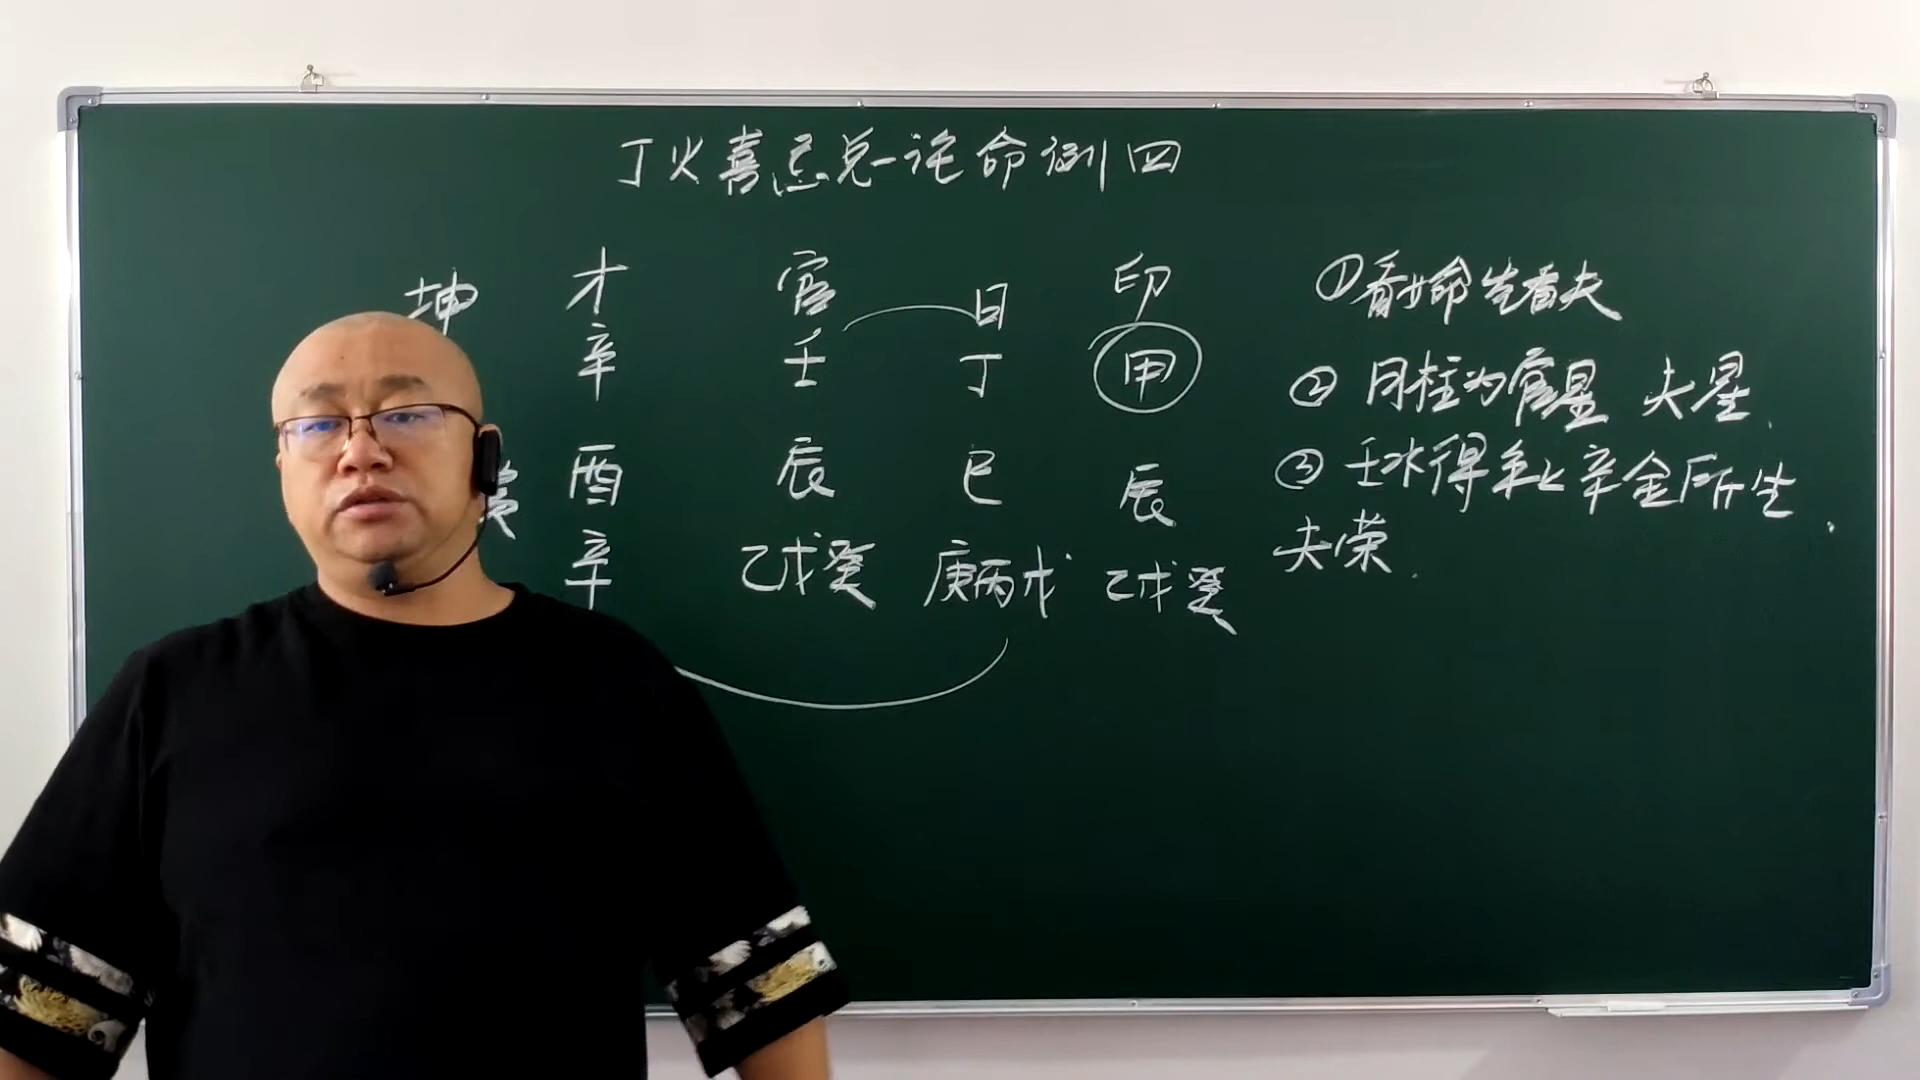 丁火喜忌总论命例四
坤 才 官 日 印
辛 壬 丁 甲
酉 辰 巳 辰
辛 乙戊癸 庚丙戊 乙戊癸
①看女命先看夫
② 月柱为官星 夫星.
③ 壬水得年上辛金所生.
夫荣.